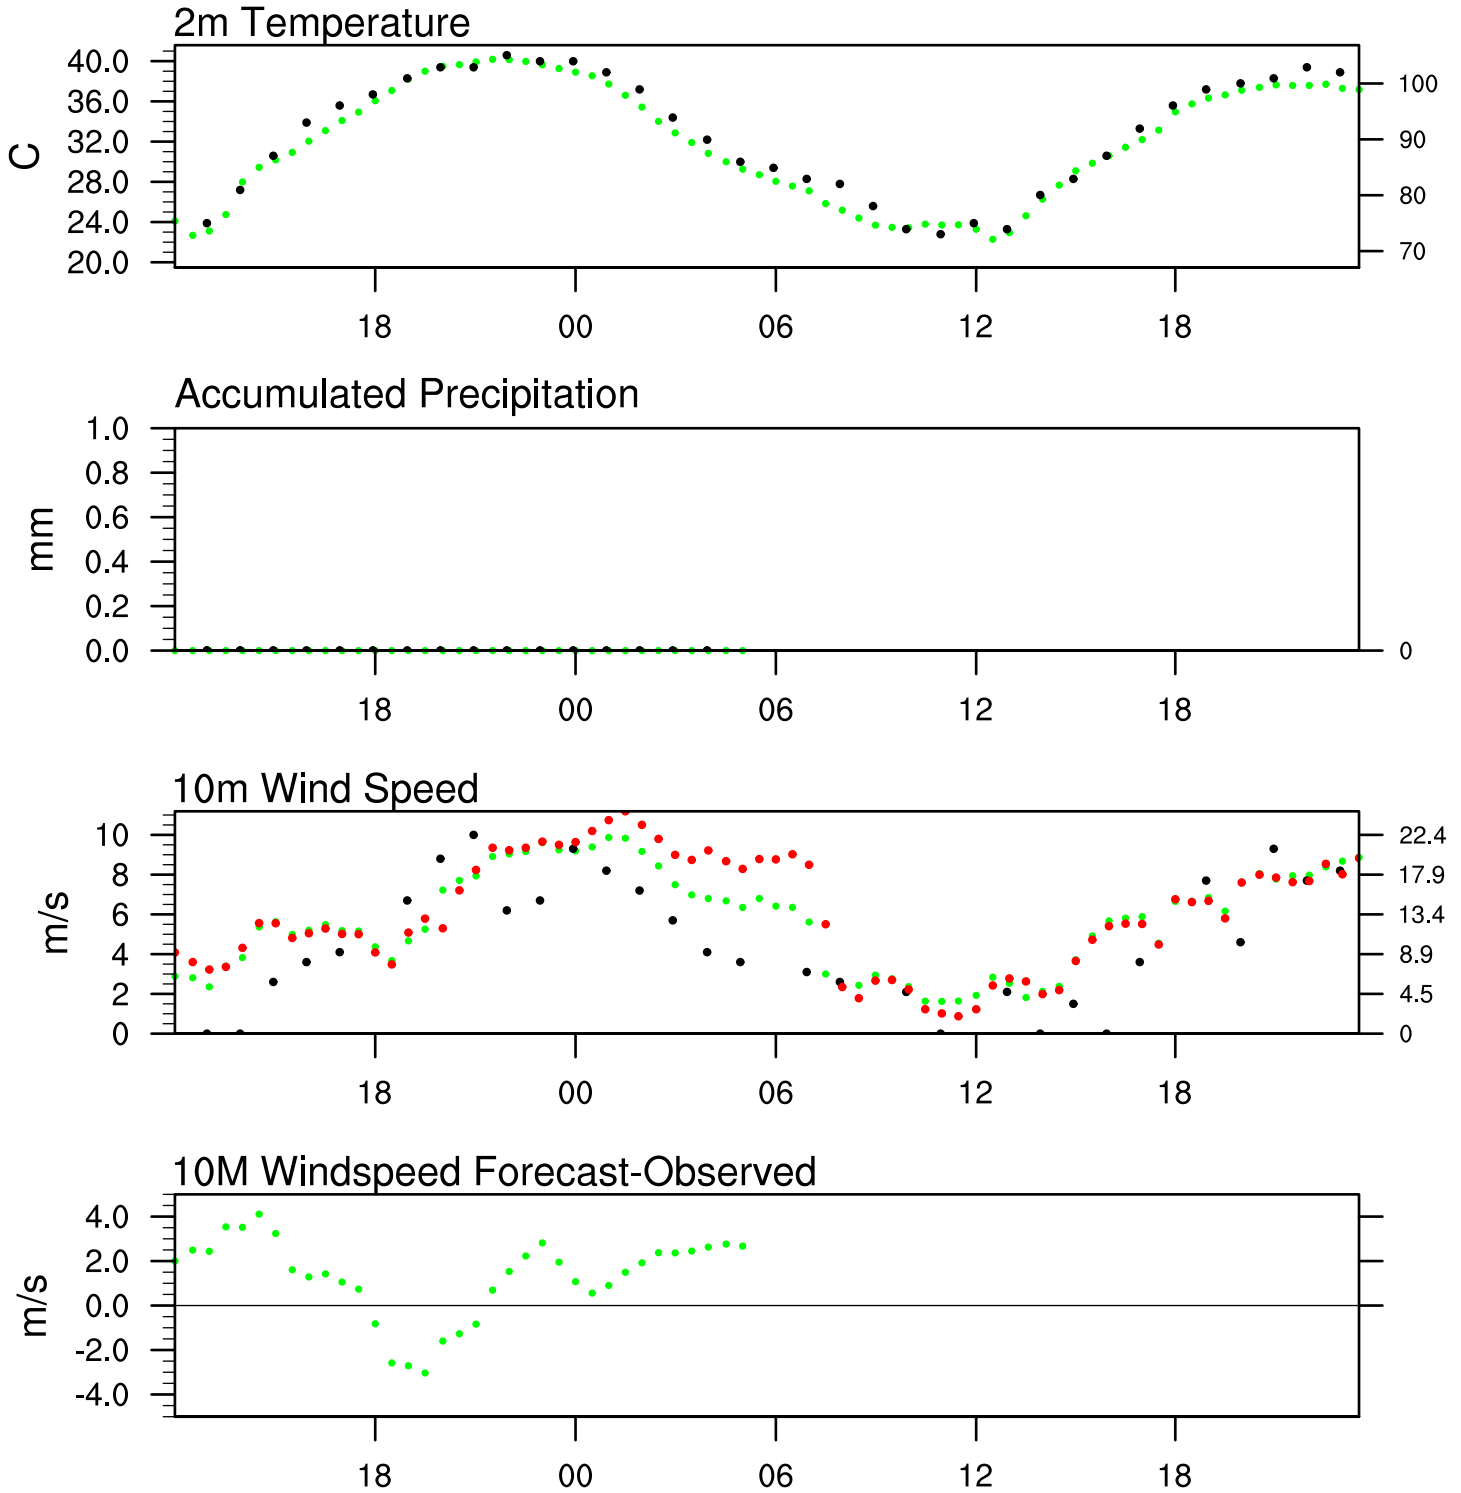 2m Temperature
40.0
36.0
32.0
28.0
24.0
20.0
C
100
90
80
70
18 00 06 12 18
Accumulated Precipitation
1.0
0.8
0.6
0.4
0.2
0.0
mm
0
18 00 06 12 18
10m Wind Speed
10
8
6
4
2
0
m/s
22.4
17.9
13.4
8.9
4.5
0
18 00 06 12 18
10M Windspeed Forecast-Observed
4.0
2.0
0.0
-2.0
-4.0
m/s
18 00 06 12 18